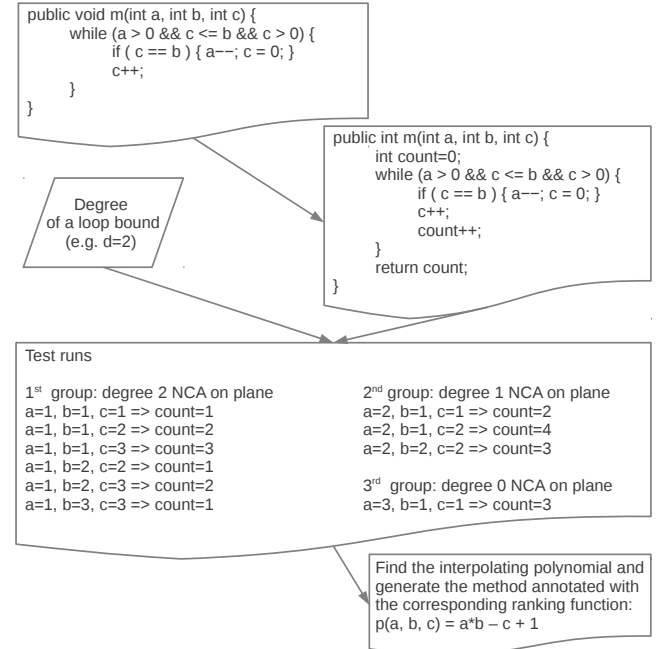 public void m(int a, int b, int c) {
while (a > 0 && c <= b && c > 0) {
if ( c == b ) { a−−; c = 0; }
c++;
}
}
public int m(int a, int b, int c) {
int count=0;
while (a > 0 && c <= b && c > 0) {
if ( c == b ) { a−−; c = 0; }
c++;
count++;
}
return count;
}
Degree
of a loop bound
(e.g. d=2)
Test runs
1st group: degree 2 NCA on plane
a=1, b=1, c=1 => count=1
a=1, b=1, c=2 => count=2
a=1, b=1, c=3 => count=3
a=1, b=2, c=2 => count=1
a=1, b=2, c=3 => count=2
a=1, b=3, c=3 => count=1
2nd group: degree 1 NCA on plane
a=2, b=1, c=1 => count=2
a=2, b=1, c=2 => count=4
a=2, b=2, c=2 => count=3
3rd group: degree 0 NCA on plane
a=3, b=1, c=1 => count=3
Find the interpolating polynomial and
generate the method annotated with
the corresponding ranking function:
p(a, b, c) = a*b – c + 1